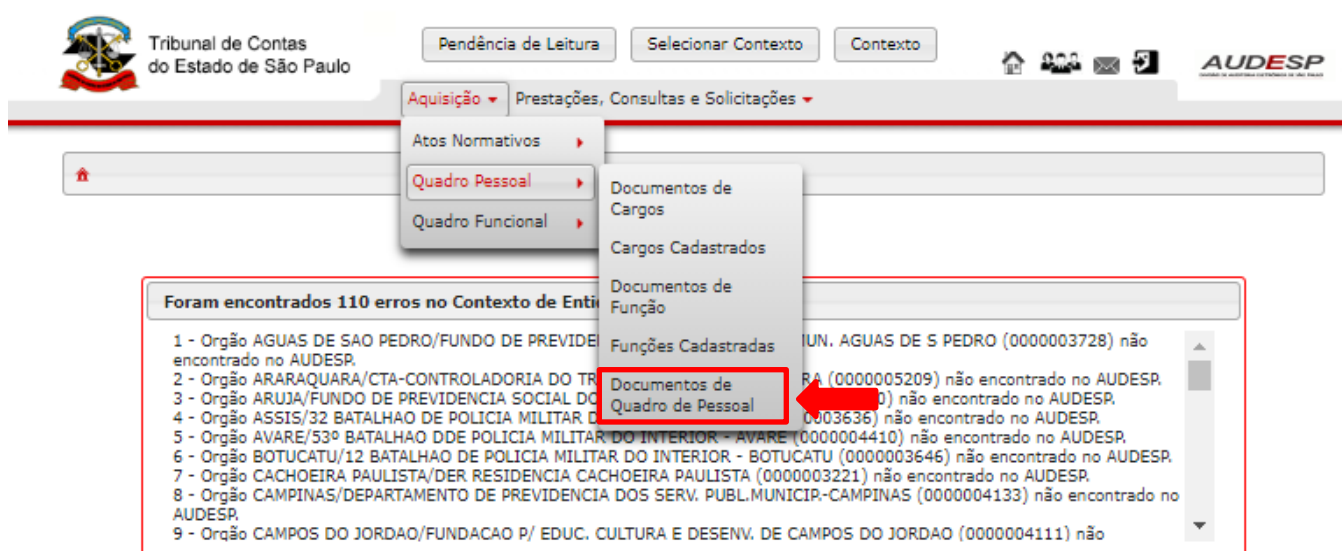 Tribunal de Contas
do Estado de São Paulo
Pendência de Leitura
Selecionar Contexto
Contexto
AUDESP
Aquisição
Prestações, Consultas e Solicitações
Atos Normativos
Quadro Pessoal
Quadro Funcional
Documentos de
Cargos
Cargos Cadastrados
Documentos de
Função
Funções Cadastradas
Documentos de
Quadro de Pessoal
Foram encontrados 110 erros no Contexto de Enti
1 - Orgão AGUAS DE SAO PEDRO/FUNDO DE PREVIDE UN. AGUAS DE S PEDRO (0000003728) não
encontrado no AUDESP.
2 - Orgão ARARAQUARA/CTA-CONTROLADORIA DO TR RA (0000005209) não encontrado no AUDESP.
3 - Orgão ARUJA/FUNDO DE PREVIDENCIA SOCIAL DO 0) não encontrado no AUDESP.
4 - Orgão ASSIS/32 BATALHAO DE POLICIA MILITAR D 0003636) não encontrado no AUDESP.
5 - Orgão AVARE/53º BATALHAO DDE POLICIA MILITAR DO INTERIOR - AVARE (0000004410) não encontrado no AUDESP.
6 - Orgão BOTUCATU/12 BATALHAO DE POLICIA MILITAR DO INTERIOR - BOTUCATU (0000003646) não encontrado no AUDESP.
7 - Orgão CACHOEIRA PAULISTA/DER RESIDENCIA CACHOEIRA PAULISTA (0000003221) não encontrado no AUDESP.
8 - Orgão CAMPINAS/DEPARTAMENTO DE PREVIDENCIA DOS SERV. PUBL.MUNICIP.-CAMPINAS (0000004133) não encontrado no
AUDESP.
9 - Orgão CAMPOS DO JORDAO/FUNDACAO P/ EDUC. CULTURA E DESENV. DE CAMPOS DO JORDAO (0000004111) não